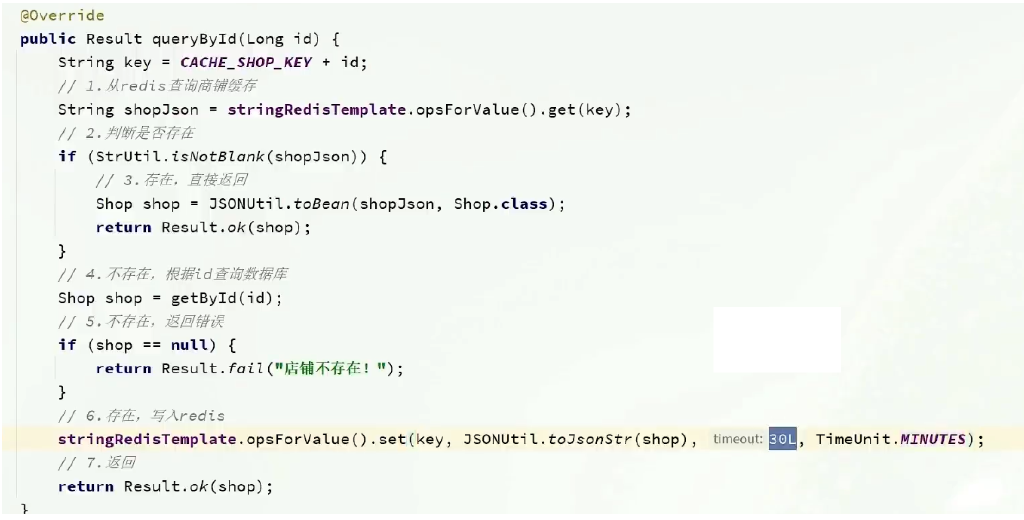 @Override
public Result queryById(Long id) {
String key = CACHE_SHOP_KEY + id;
// 1.从redis查询商铺缓存
String shopJson = stringRedisTemplate.opsForValue().get(key);
// 2.判断是否存在
if (StrUtil.isNotBlank(shopJson)) {
// 3.存在，直接返回
Shop shop = JSONUtil.toBean(shopJson, Shop.class);
return Result.ok(shop);
}
// 4.不存在，根据id查询数据库
Shop shop = getById(id);
// 5.不存在，返回错误
if (shop == null) {
return Result.fail("店铺不存在！");
}
// 6.存在，写入redis
stringRedisTemplate.opsForValue().set(key, JSONUtil.toJsonStr(shop), timeout: 30L, TimeUnit.MINUTES);
// 7.返回
return Result.ok(shop);
}